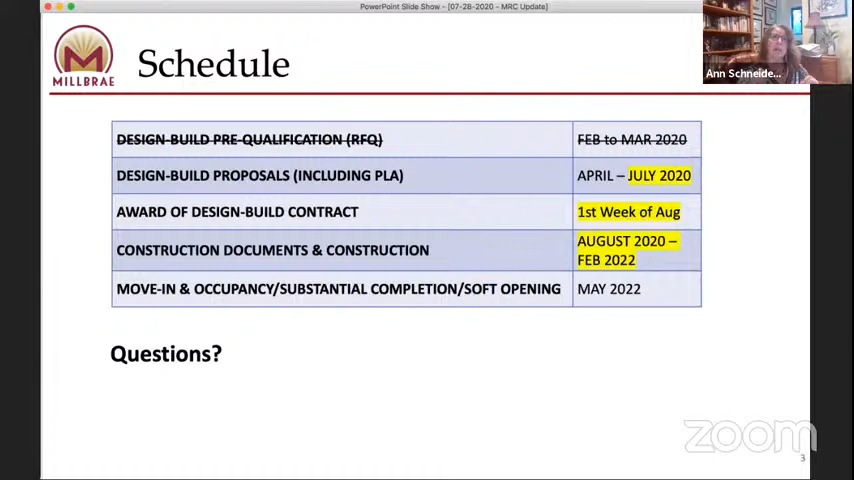 PowerPoint Slide Show - [07-28-2020 - MRC Update]
MILLBRAE
Schedule
Ann Schneide...
DESIGN-BUILD PRE-QUALIFICATION (RFQ) FEB to MAR 2020
DESIGN-BUILD PROPOSALS (INCLUDING PLA) APRIL – JULY 2020
AWARD OF DESIGN-BUILD CONTRACT 1st Week of Aug
CONSTRUCTION DOCUMENTS & CONSTRUCTION AUGUST 2020 –
FEB 2022
MOVE-IN & OCCUPANCY/SUBSTANTIAL COMPLETION/SOFT OPENING MAY 2022
Questions?
zoom
3